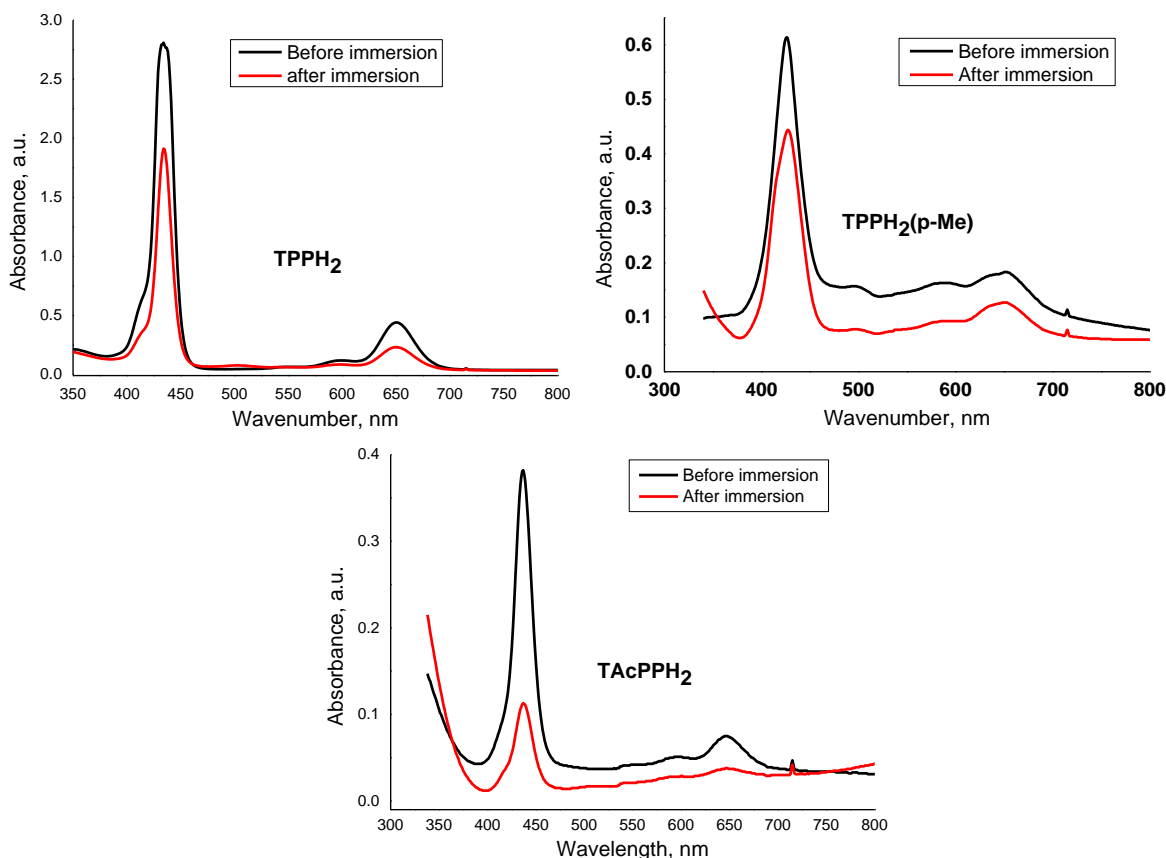 3.0
2.5
2.0
1.5
1.0
0.5
0.0
Absorbance, a.u.
Before immersion
after immersion
TPPH2
350 400 450 500 550 600 650 700 750 800
Wavenumber, nm
0.6
0.5
0.4
0.3
0.2
0.1
0.0
Absorbance, a.u.
Before immersion
After immersion
TPPH2(p-Me)
300 400 500 600 700 800
Wavenumber, nm
0.4
0.3
0.2
0.1
0.0
Absorbance, a.u.
Before immersion
After immersion
TAcPPH2
300 350 400 450 500 550 600 650 700 750 800
Wavelength, nm